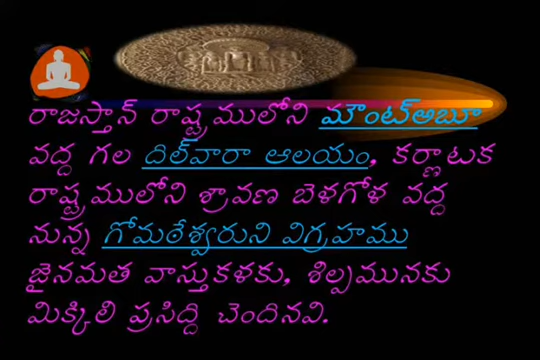 రాజస్తాన్ రాష్ట్రములోని మౌంట్అబూ
వద్ద గల దిల్‌వారా ఆలయం, కర్ణాటక
రాష్ట్రములోని శ్రావణ బెళగోళ వద్ద
నున్న గోమఠేశ్వరుని విగ్రహము
జైనమత వాస్తుకళకు, శిల్పమునకు
మిక్కిలి ప్రసిద్ది చెందినవి.